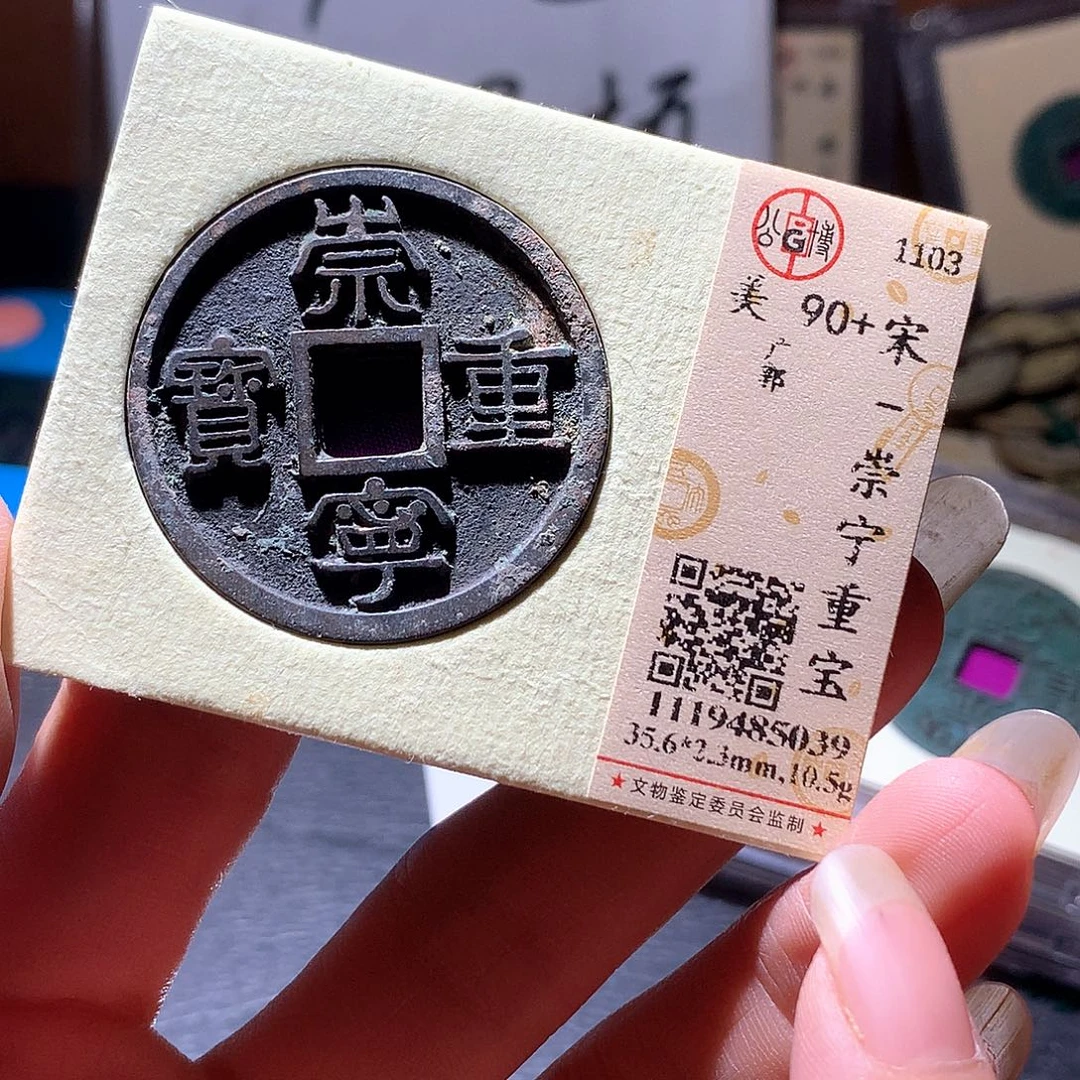 崇
重
寶
寧
公 G 博
1103
美 90+
广郭
宋一崇宁重宝
1119485039
35.6*2.3mm,10.5g
★文物鉴定委员会监制★